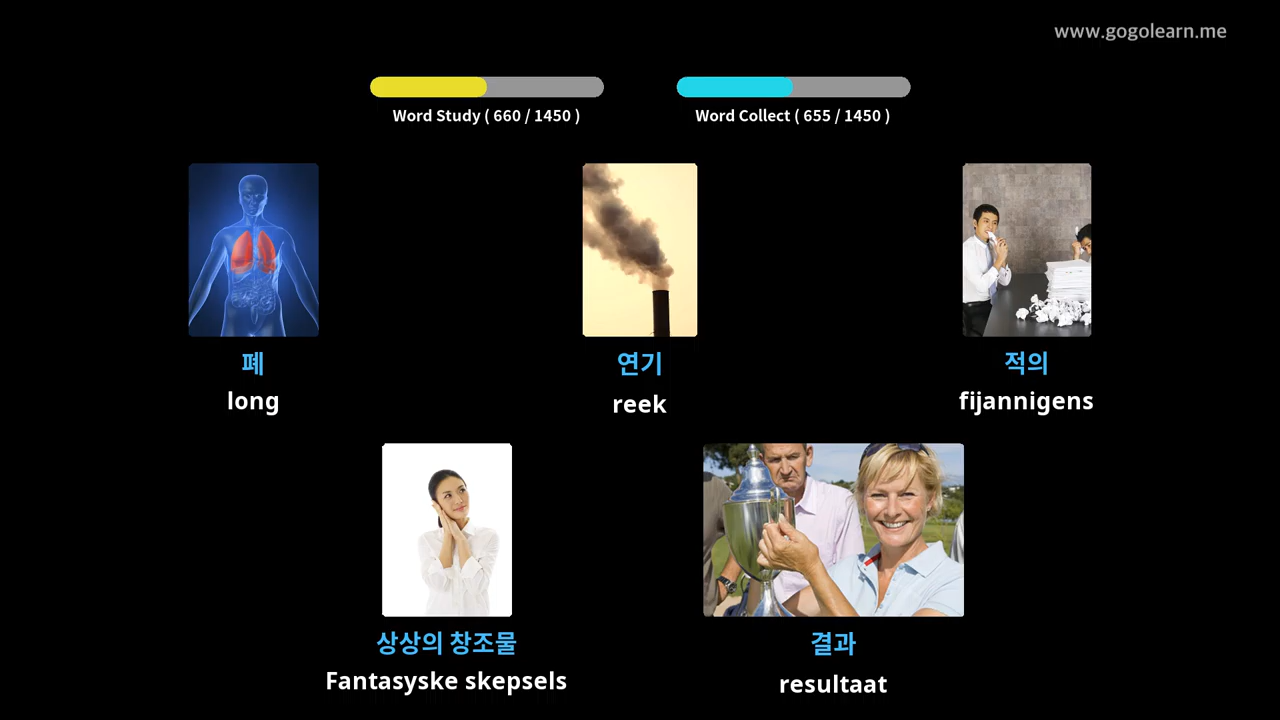 www.gogolearn.me
Word Study ( 660 / 1450 )
Word Collect ( 655 / 1450 )
폐
long
연기
reek
적의
fijannigens
상상의 창조물
Fantasyske skepsels
결과
resultaat